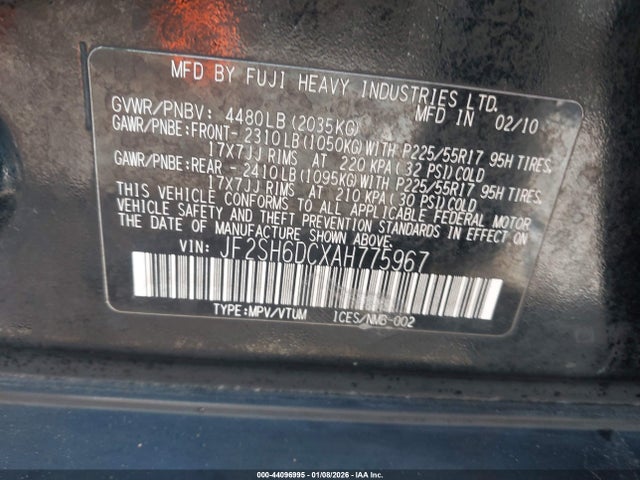 MFD BY FUJI HEAVY INDUSTRIES LTD.
MFD IN 02/10
GVWR/PNBV: 4480LB (2035KG)
GAWR/PNBE:FRONT- 2310LB(1050KG)WITH P225/55R17 95H TIRES,
17X7JJ RIMS AT 220 KPA( 32 PSI)COLD
GAWR/PNBE:REAR - 2410LB(1095KG)WITH P225/55R17 95H TIRES,
17X7JJ RIMS AT 210 KPA( 30 PSI)COLD
THIS VEHICLE CONFORMS TO ALL APPLICABLE FEDERAL MOTOR
VEHICLE SAFETY AND THEFT PREVENTION STANDARDS IN EFFECT ON
THE DATE OF MANUFACTURE SHOWN ABOVE.
VIN: JF2SH6DCXAH775967
TYPE:MPV/VTUM ICES/NMB-002
000-44096995 - 01/08/2026 - IAA Inc.